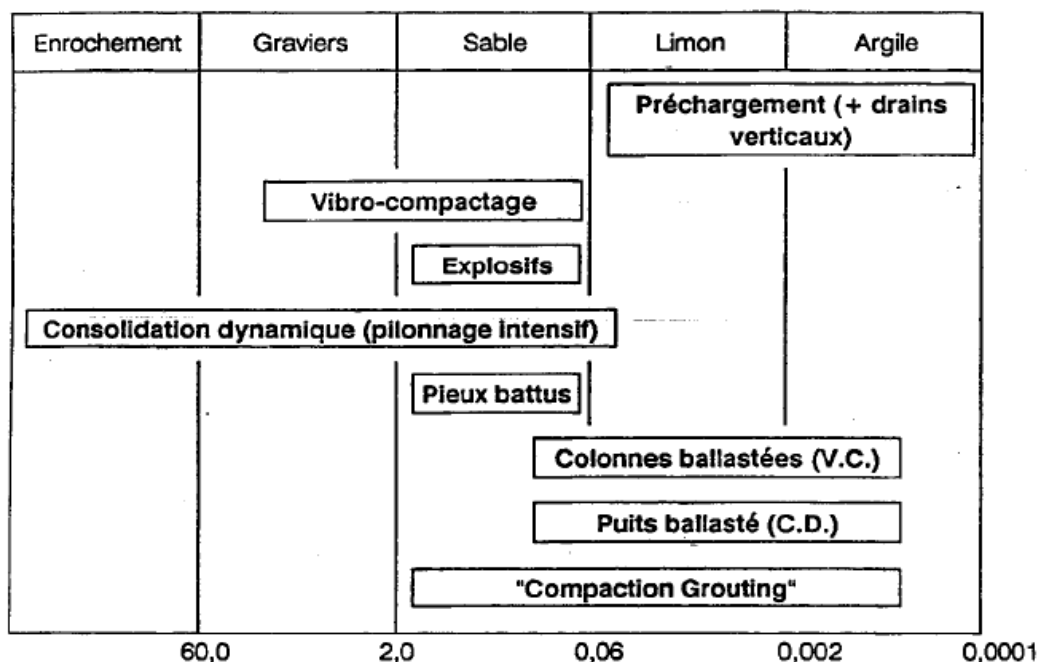 Enrochement Graviers Sable Limon Argile
Préchargement (+ drains
verticaux)
Vibro-compactage
Explosifs
Consolidation dynamique (pilonnage intensif)
Pieux battus
Colonnes ballastées (V.C.)
Puits ballasté (C.D.)
"Compaction Grouting"
60,0 2,0 0,06 0,002 0,0001